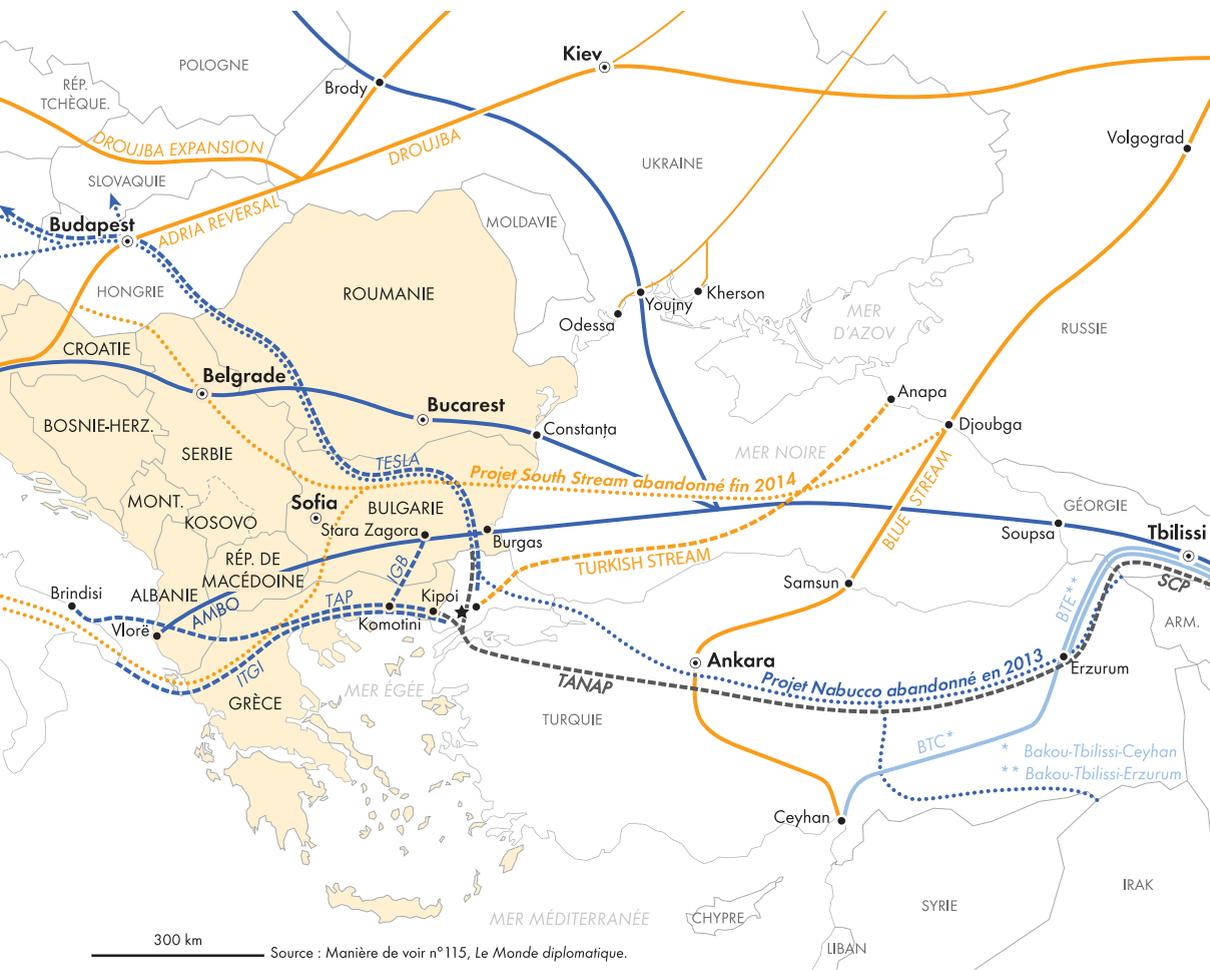 POLOGNE
Kiev
RÉP.
TCHÈQUE.
Brody
Volgograd
DROUJBA EXPANSION
DROUJBA
UKRAINE
SLOVAQUIE
ADRIA REVERSAL
Budapest
MOLDAVIE
HONGRIE
ROUMANIE
Youjny
Kherson
Odessa
MER
D'AZOV
RUSSIE
CROATIE
Belgrade
Anapa
Bucarest
BOSNIE-HERZ.
Constanța
Djoubga
SERBIE
MER NOIRE
TESLA
Projet South Stream abandonné fin 2014
MONT.
Sofia
BULGARIE
BLUE STREAM
GÉORGIE
KOSOVO
Stara Zagora
Burgas
Soupsa
Tbilissi
RÉP. DE
MACÉDOINE
IGB
TURKISH STREAM
Samsun
SCP
BTE**
Brindisi
ALBANIE
AMBO
TAP
Kipoi
ARM.
Vlorë
Komotini
Ankara
Erzurum
ITGI
TANAP
Projet Nabucco abandonné en 2013
MER ÉGÉE
GRÈCE
TURQUIE
BTC*
* Bakou-Tbilissi-Ceyhan
** Bakou-Tbilissi-Erzurum
Ceyhan
IRAK
SYRIE
MER MÉDITERRANÉE
CHYPRE
LIBAN
300 km
Source : Manière de voir n°115, Le Monde diplomatique.